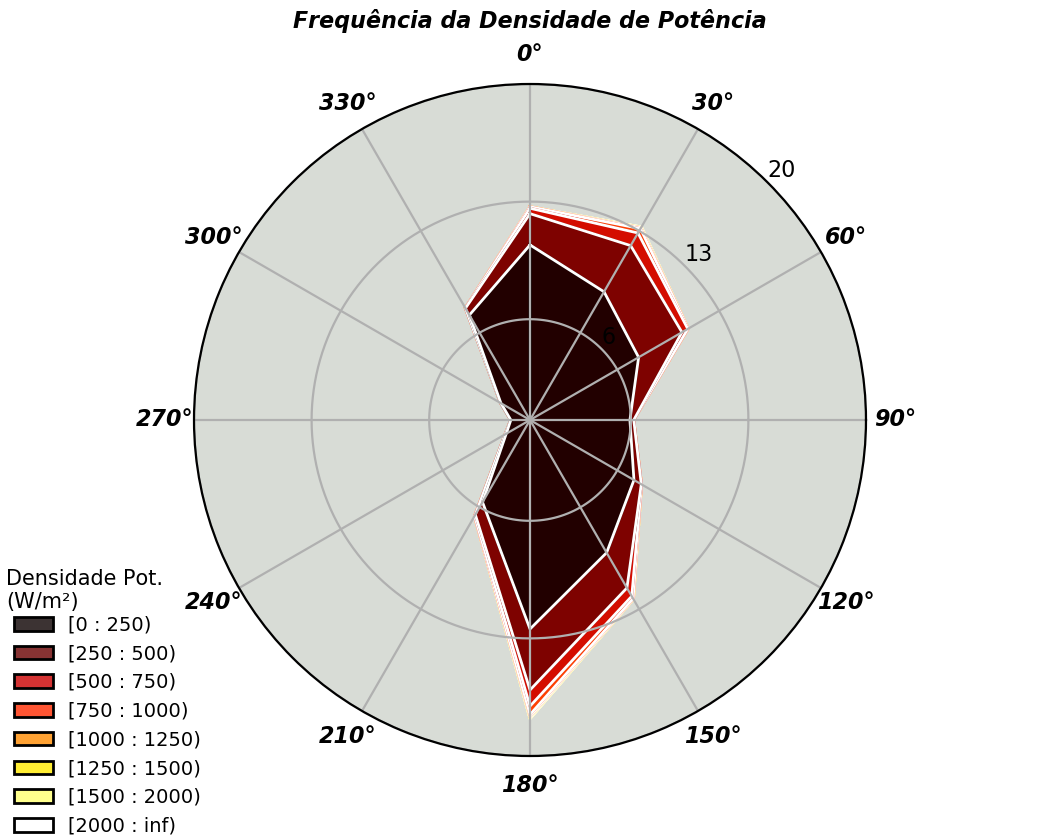 Frequência da Densidade de Potência
0°
330°
30°
20
300°
60°
13
6
270°
90°
240°
120°
210°
150°
180°
Densidade Pot.
(W/m²)
[0 : 250)
[250 : 500)
[500 : 750)
[750 : 1000)
[1000 : 1250)
[1250 : 1500)
[1500 : 2000)
[2000 : inf)